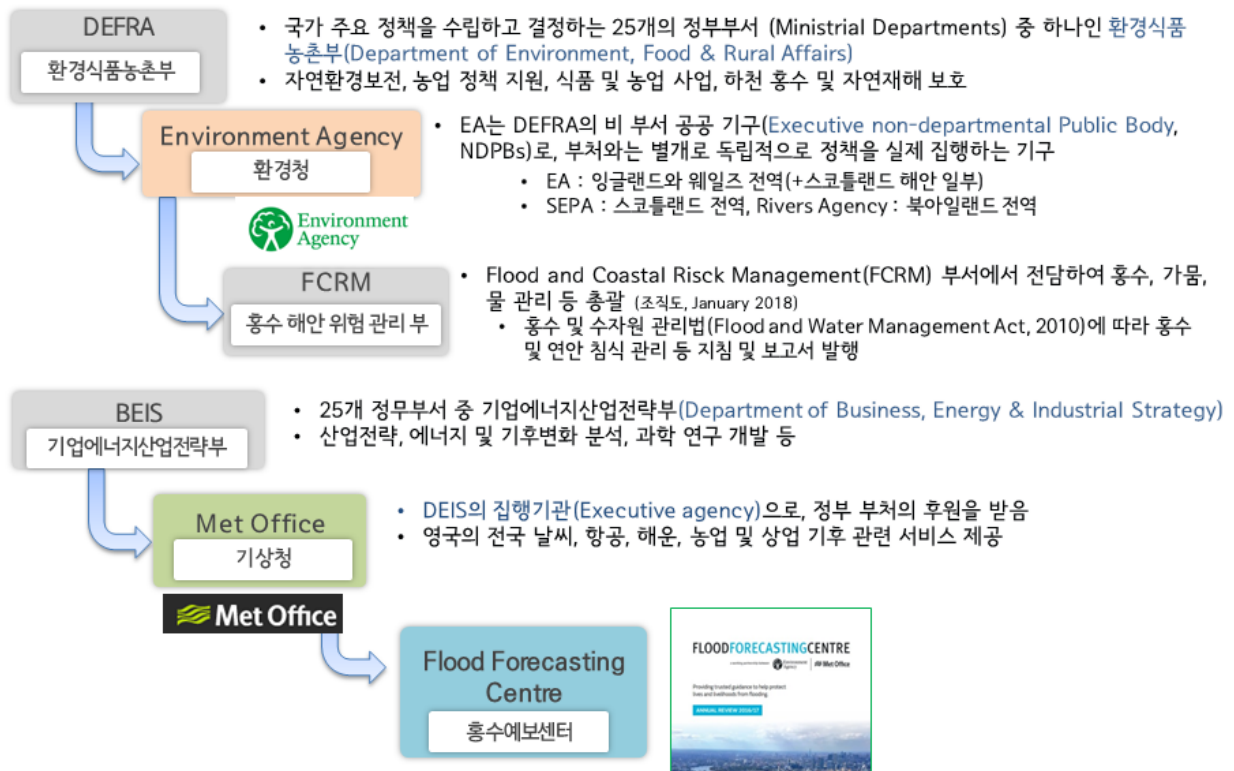 DEFRA
환경식품농촌부
• 국가 주요 정책을 수립하고 결정하는 25개의 정부부서 (Ministrial Departments) 중 하나인 환경식품
농촌부(Department of Environment, Food & Rural Affairs)
• 자연환경보전, 농업 정책 지원, 식품 및 농업 사업, 하천 홍수 및 자연재해 보호
Environment Agency
환경청
Environment
Agency
• EA는 DEFRA의 비 부서 공공 기구(Executive non-departmental Public Body,
NDPBs)로, 부처와는 별개로 독립적으로 정책을 실제 집행하는 기구
• EA : 잉글랜드와 웨일즈 전역(+스코틀랜드 해안 일부)
• SEPA : 스코틀랜드 전역, Rivers Agency : 북아일랜드 전역
FCRM
홍수 해안 위험 관리 부
• Flood and Coastal Risck Management(FCRM) 부서에서 전담하여 홍수, 가뭄,
물 관리 등 총괄 (조직도, January 2018)
• 홍수 및 수자원 관리법(Flood and Water Management Act, 2010)에 따라 홍수
및 연안 침식 관리 등 지침 및 보고서 발행
BEIS
기업에너지산업전략부
• 25개 정무부서 중 기업에너지산업전략부(Department of Business, Energy & Industrial Strategy)
• 산업전략, 에너지 및 기후변화 분석, 과학 연구 개발 등
Met Office
기상청
Met Office
• DEIS의 집행기관(Executive agency)으로, 정부 부처의 후원을 받음
• 영국의 전국 날씨, 항공, 해운, 농업 및 상업 기후 관련 서비스 제공
Flood Forecasting
Centre
홍수예보센터
FLOODFORECASTINGCENTRE
Environment
Agency
Met Office
Providing trusted guidance to help protect
lives and livelihoods from flooding
ANNUAL REVIEW 2016/17